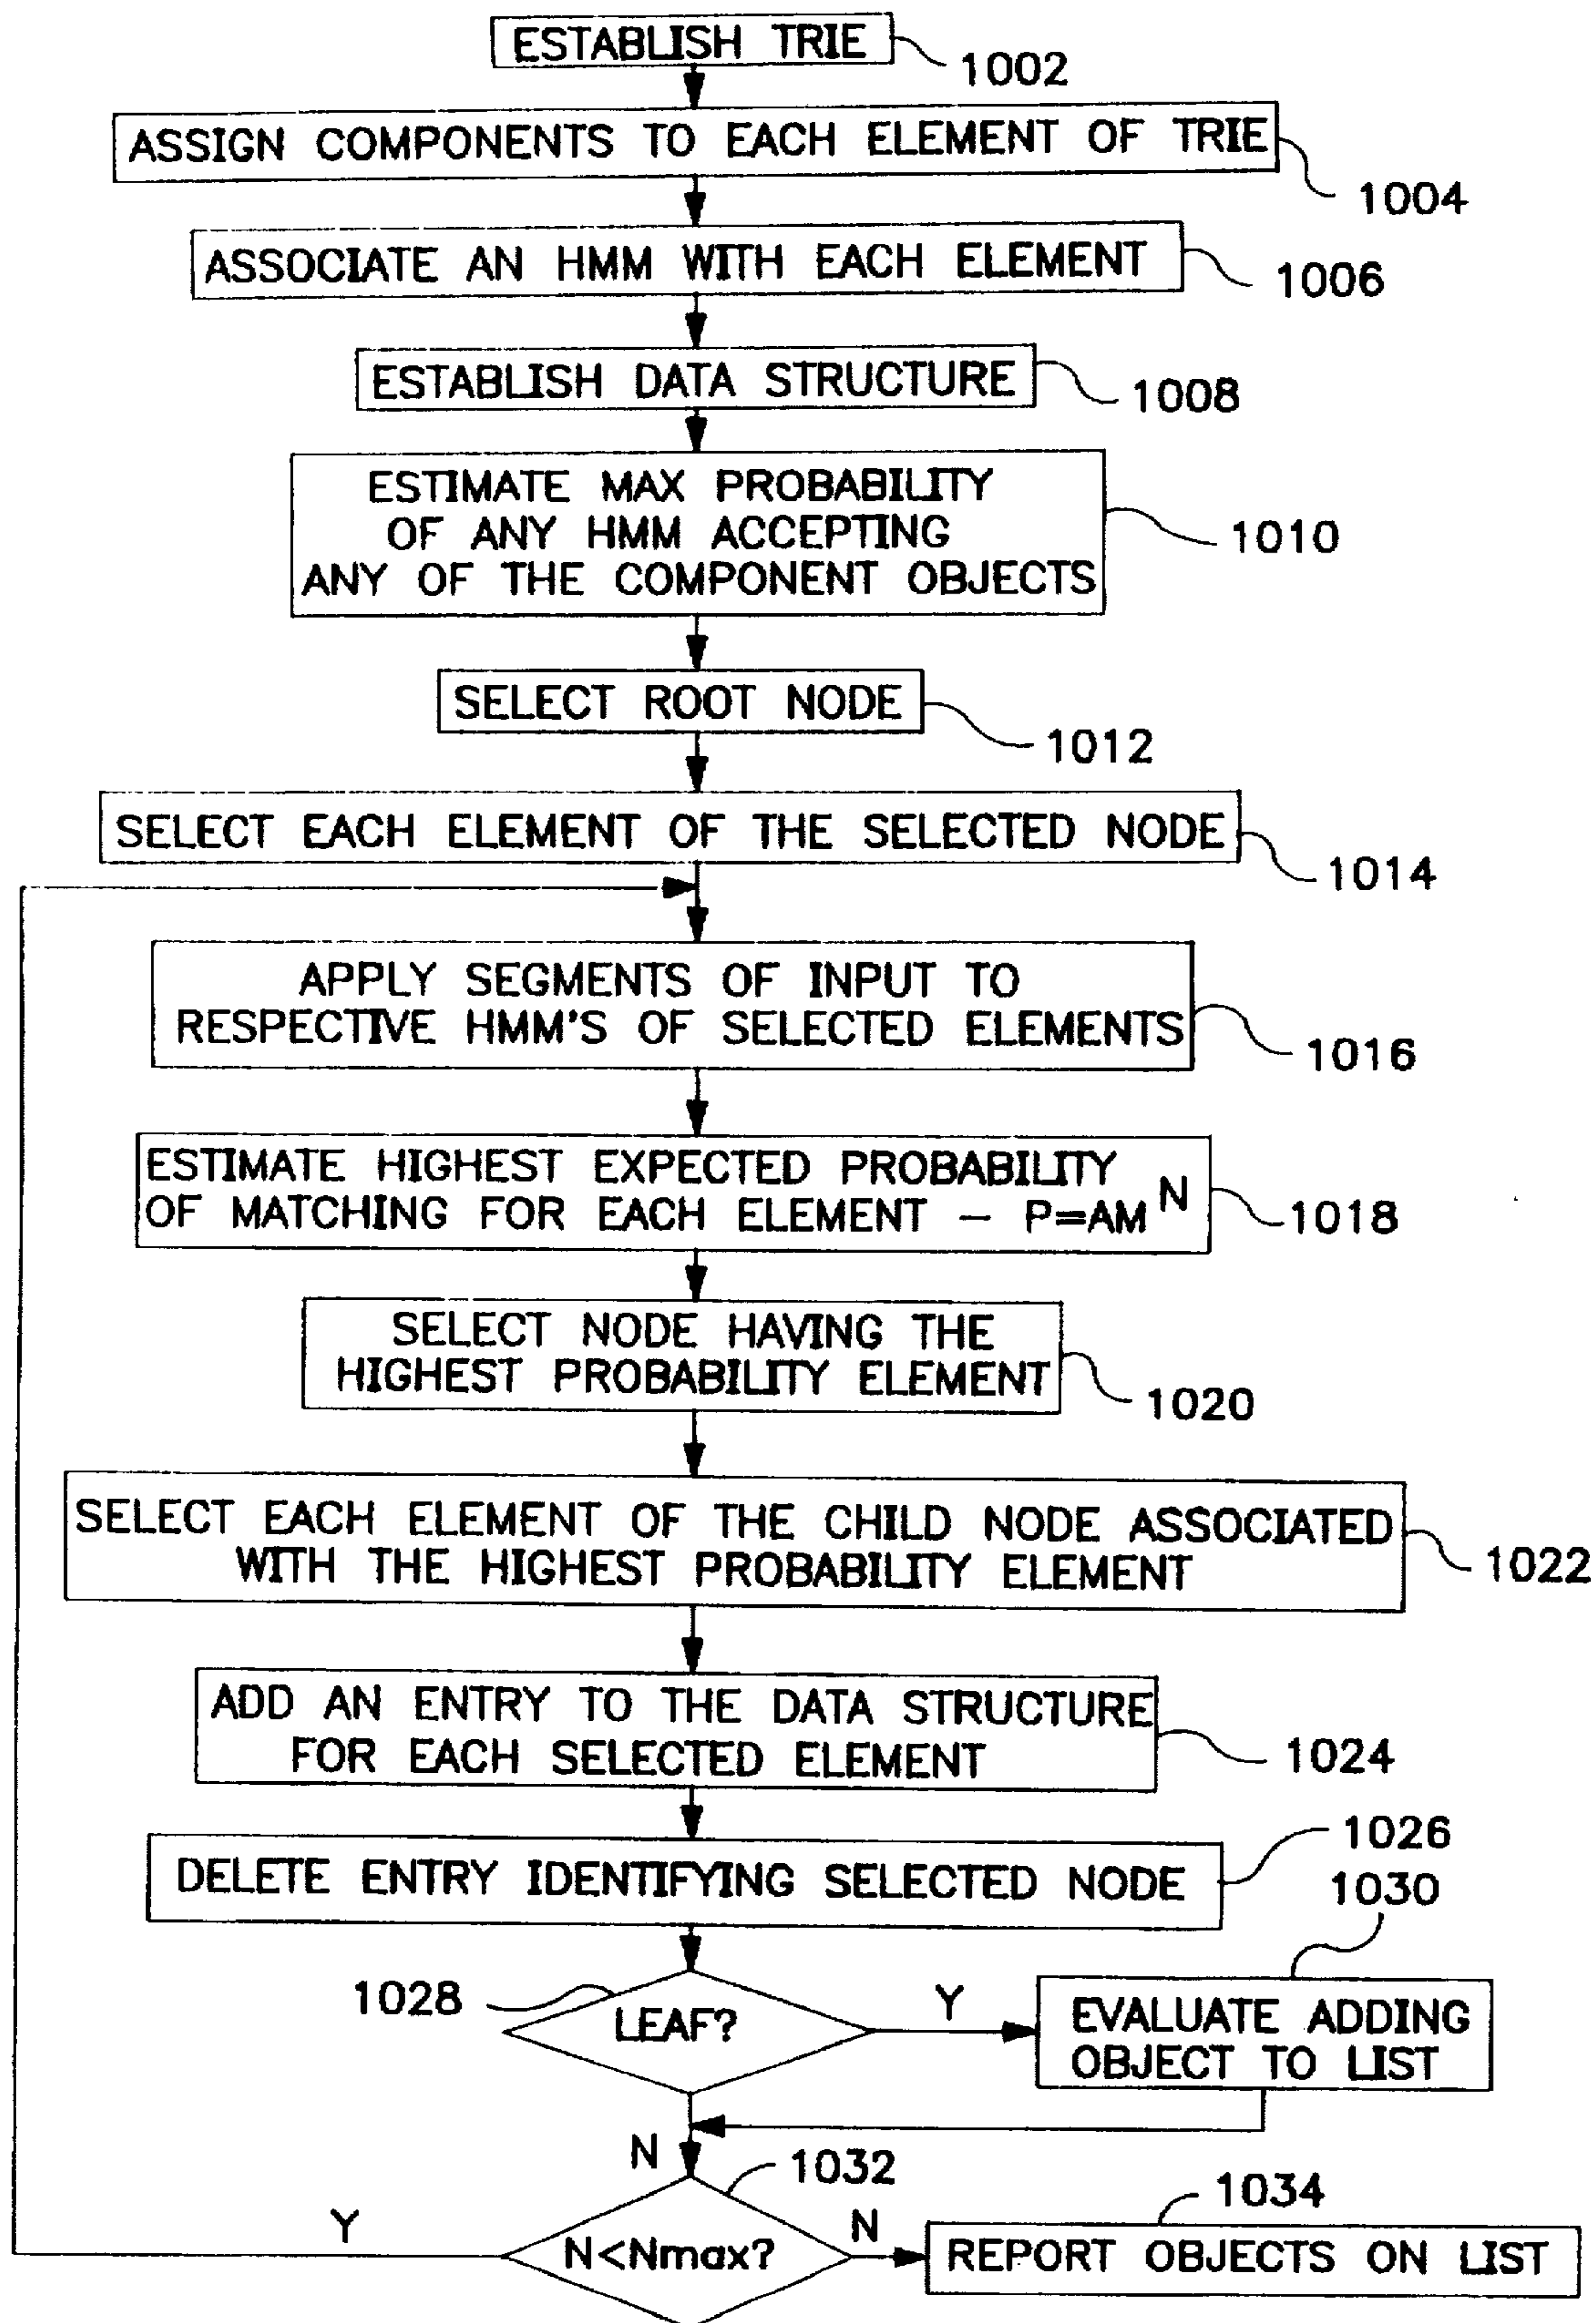 ESTABLISH TRIE
1002
ASSIGN COMPONENTS TO EACH ELEMENT OF TRIE
1004
ASSOCIATE AN HMM WITH EACH ELEMENT
1006
ESTABLISH DATA STRUCTURE
1008
ESTIMATE MAX PROBABILITY
OF ANY HMM ACCEPTING
ANY OF THE COMPONENT OBJECTS
1010
SELECT ROOT NODE
1012
SELECT EACH ELEMENT OF THE SELECTED NODE
1014
APPLY SEGMENTS OF INPUT TO
RESPECTIVE HMM'S OF SELECTED ELEMENTS
1016
ESTIMATE HIGHEST EXPECTED PROBABILITY
OF MATCHING FOR EACH ELEMENT – P=AM^N
1018
SELECT NODE HAVING THE
HIGHEST PROBABILITY ELEMENT
1020
SELECT EACH ELEMENT OF THE CHILD NODE ASSOCIATED
WITH THE HIGHEST PROBABILITY ELEMENT
1022
ADD AN ENTRY TO THE DATA STRUCTURE
FOR EACH SELECTED ELEMENT
1024
DELETE ENTRY IDENTIFYING SELECTED NODE
1026
1028
LEAF?
Y
1030
EVALUATE ADDING
OBJECT TO LIST
N
1032
N<Nmax?
Y
N
1034
REPORT OBJECTS ON LIST